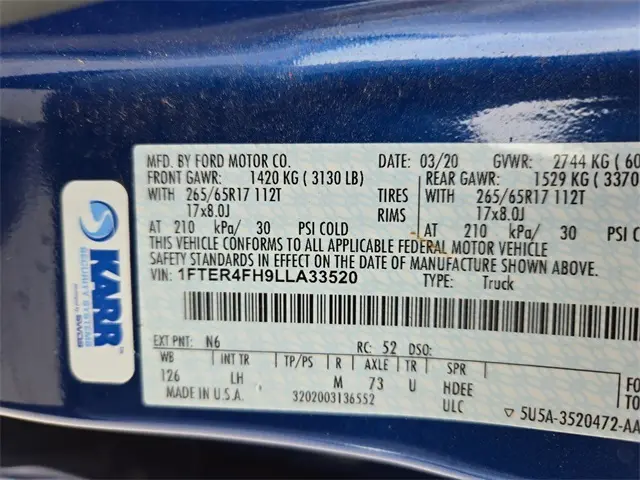 MFD. BY FORD MOTOR CO. DATE: 03/20 GVWR: 2744 KG ( 60
FRONT GAWR: 1420 KG ( 3130 LB) REAR GAWR: 1529 KG ( 3370
WITH 265/65R17 112T TIRES WITH 265/65R17 112T
17x8.0J RIMS 17x8.0J
AT 210 kPa/ 30 PSI COLD AT 210 kPa/ 30 PSI C
THIS VEHICLE CONFORMS TO ALL APPLICABLE FEDERAL MOTOR VEHICLE
SAFETY STANDARDS IN EFFECT ON THE DATE OF MANUFACTURE SHOWN ABOVE.
VIN: 1FTER4FH9LLA33520 TYPE: Truck
EXT PNT: N6 RC: 52 DSO:
WB INT TR TP/PS R AXLE TR SPR
126 LH M 73 U HDEE
ULC
MADE IN U.S.A. 3202003136552
FO
TO
▽ 5U5A-3520472-AA
KARR
SECURITY SYSTEMS